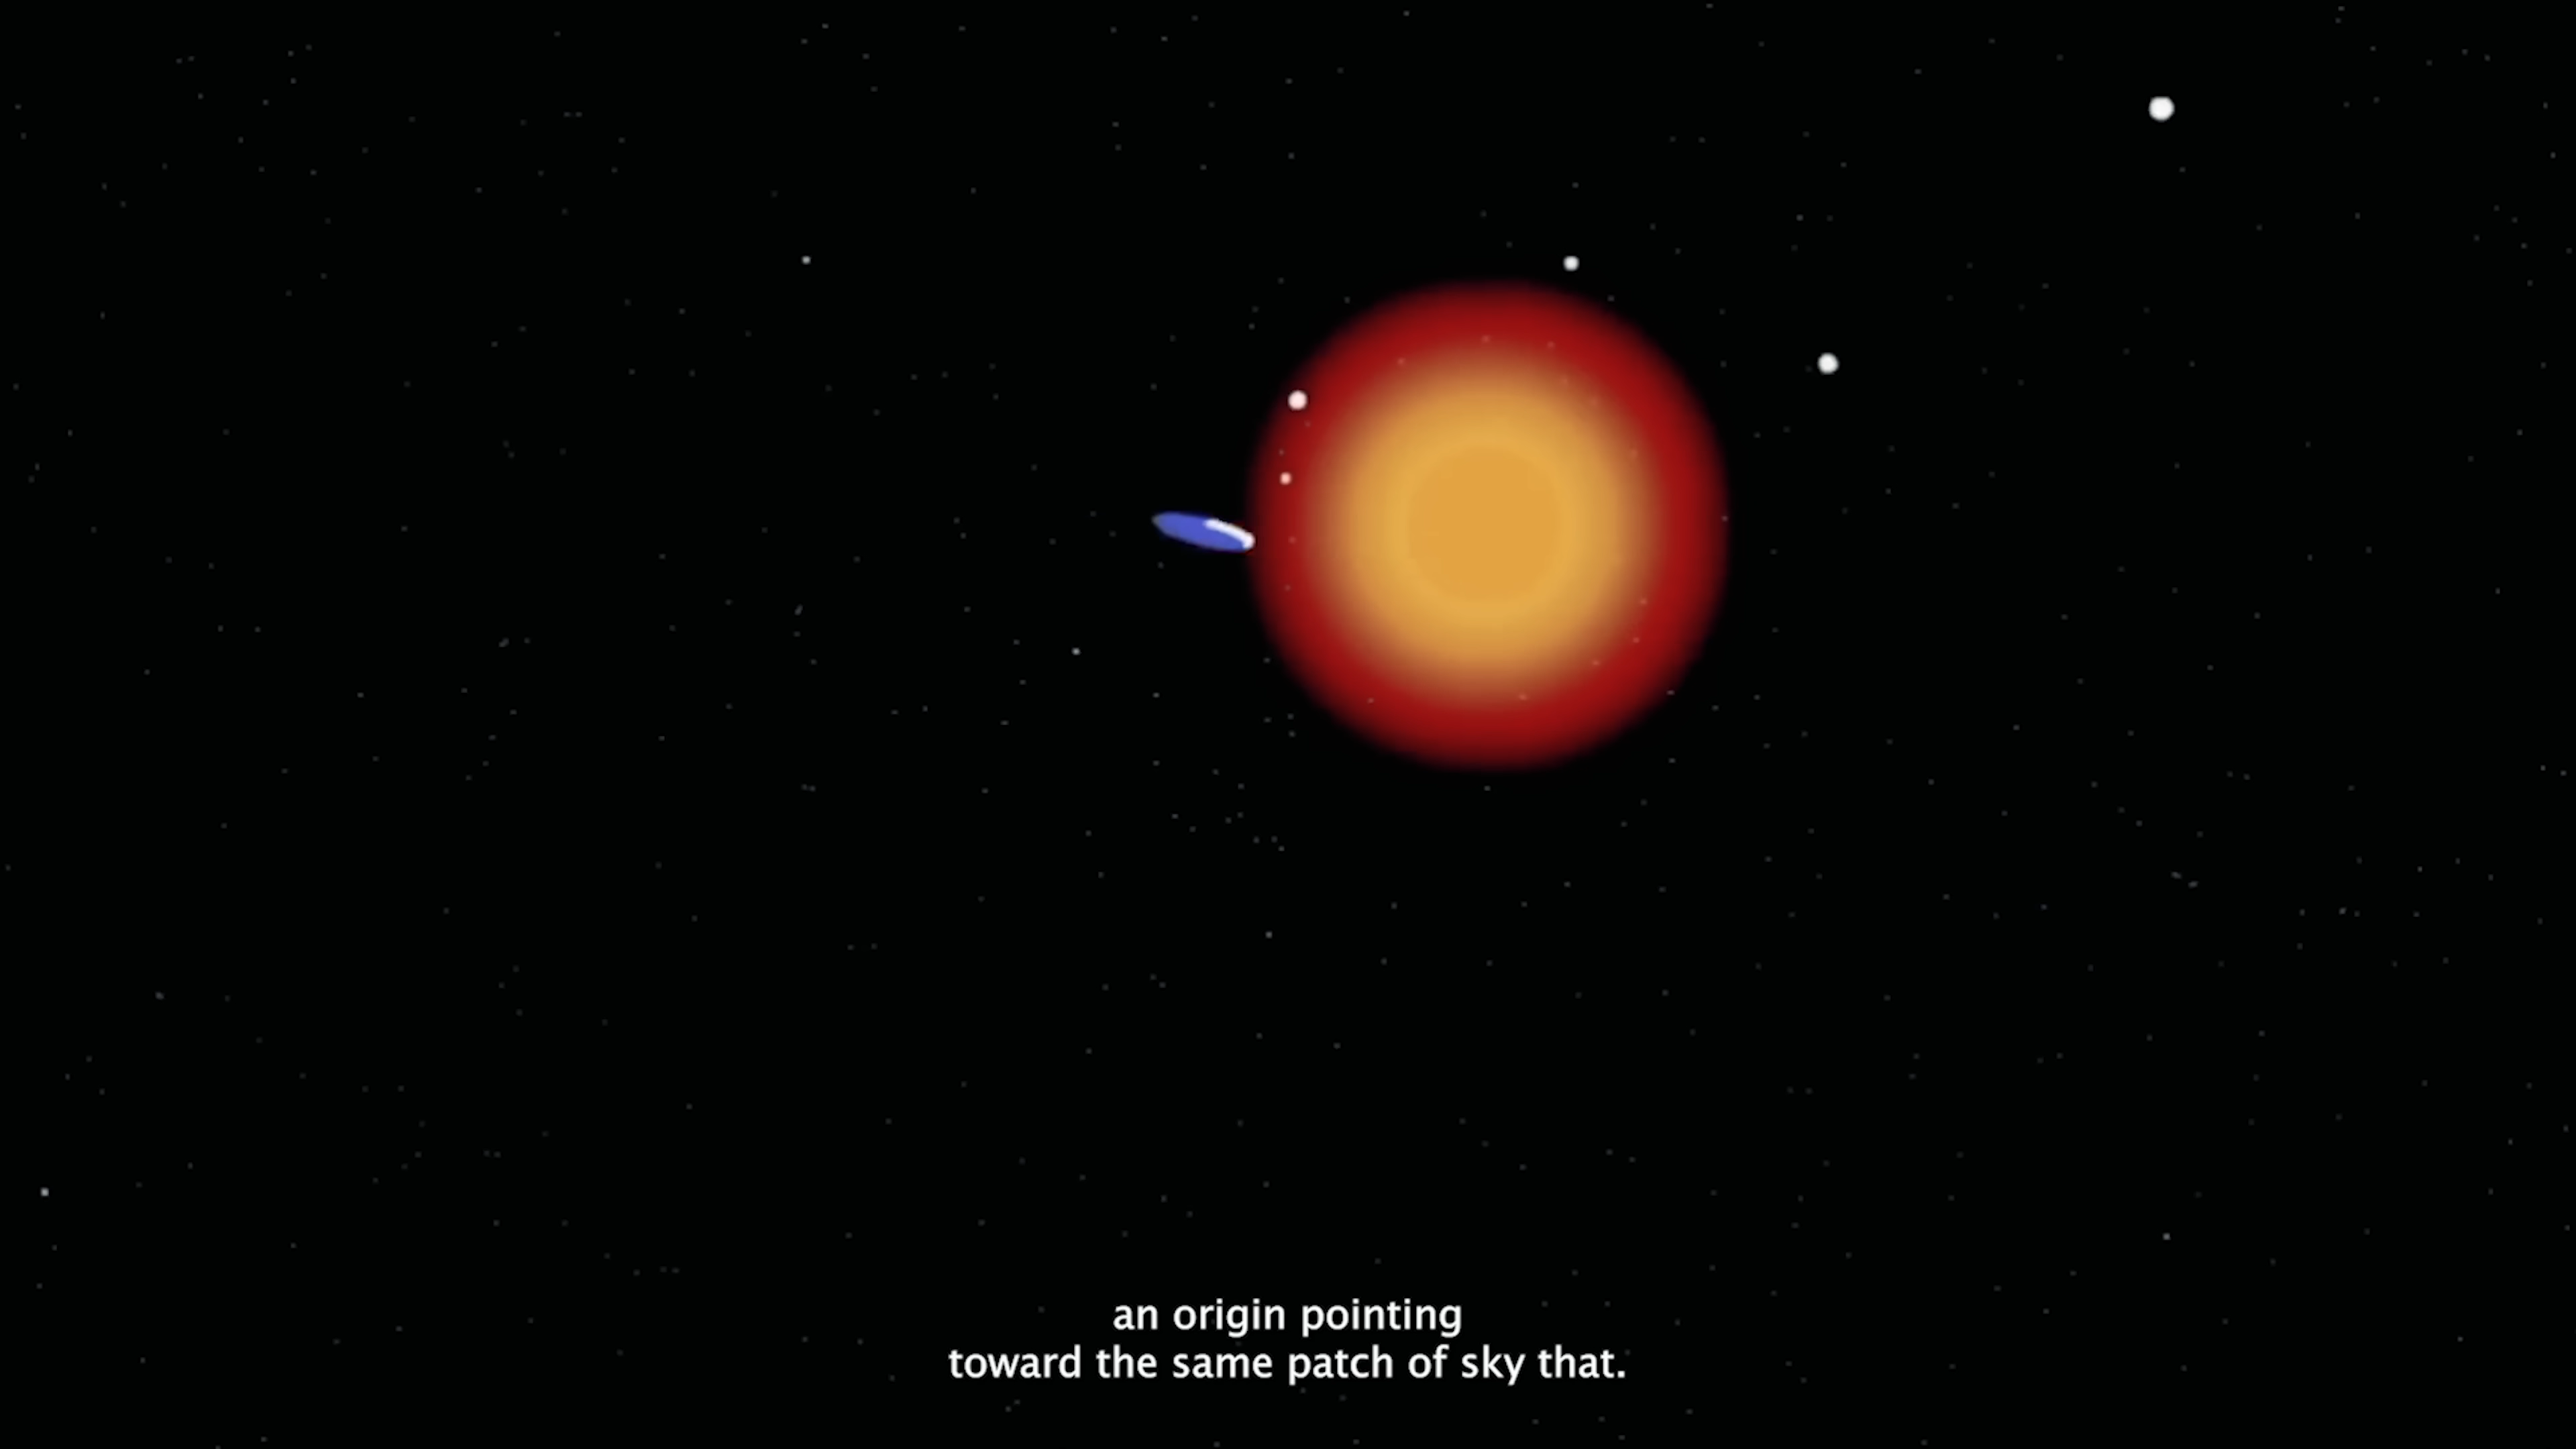 an origin pointing
toward the same patch of sky that.